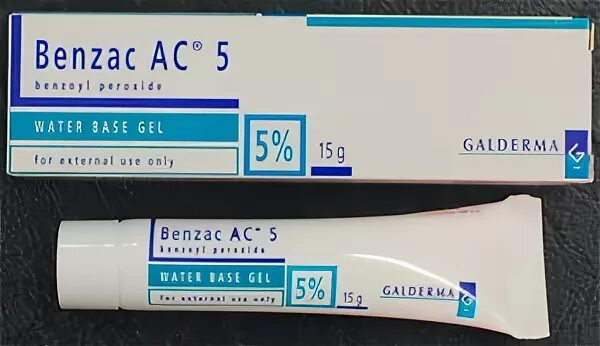 Benzac AC® 5
benzoyl peroxide
WATER BASE GEL
for external use only
5%
15 g
GALDERMA
Benzac AC® 5
benzoyl peroxide
WATER BASE GEL
for external use only
5%
15 g
GALDERMA